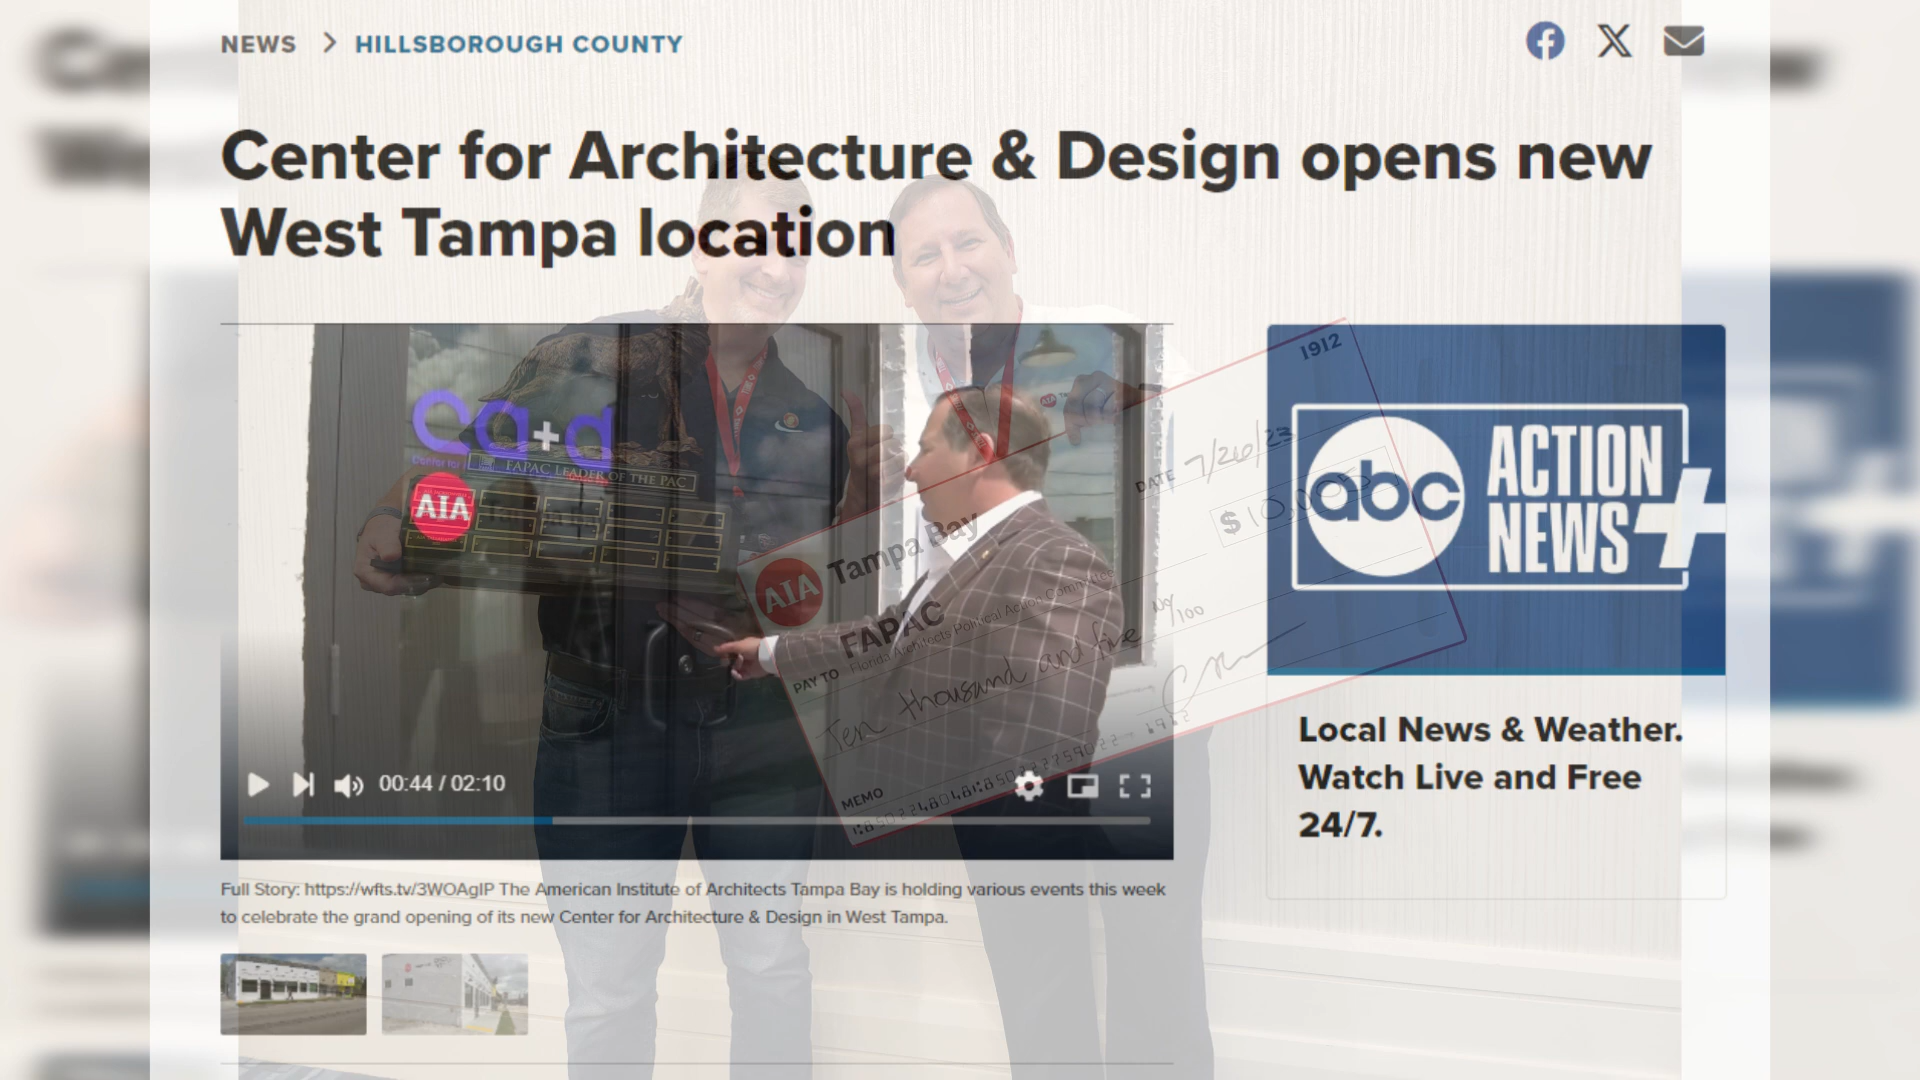 NEWS > HILLSBOROUGH COUNTY
Center for Architecture & Design opens new
West Tampa location
1912
DATE 7/26/23
ca+d
Center for
FAPAC LEADER OF THE PAC
AIA
AIA Tampa Bay
FAPAC
Florida Architects Political Action Committee
PAY TO
Ten thousand and five no/100
MEMO
abc ACTION
NEWS+
Local News & Weather.
Watch Live and Free
24/7.
00:44 / 02:10
Full Story: https://wfts.tv/3WOAgIP The American Institute of Architects Tampa Bay is holding various events this week
to celebrate the grand opening of its new Center for Architecture & Design in West Tampa.